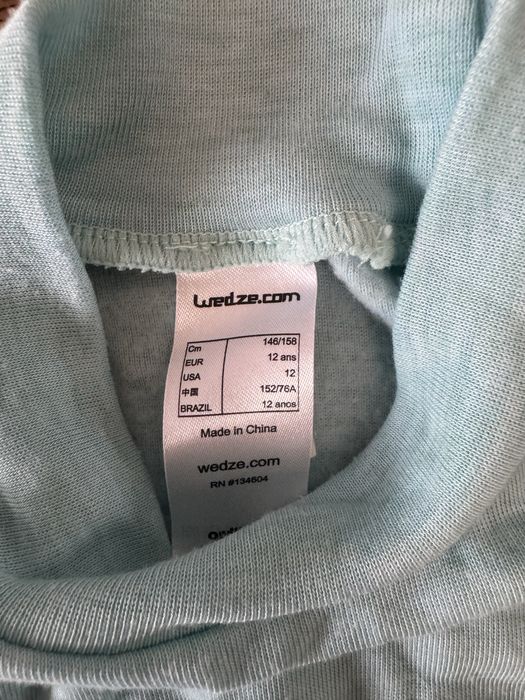 wedze.com
Cm 146/158
EUR 12 ans
USA 12
中国 152/76A
BRAZIL 12 anos
Made in China
wedze.com
RN #134604